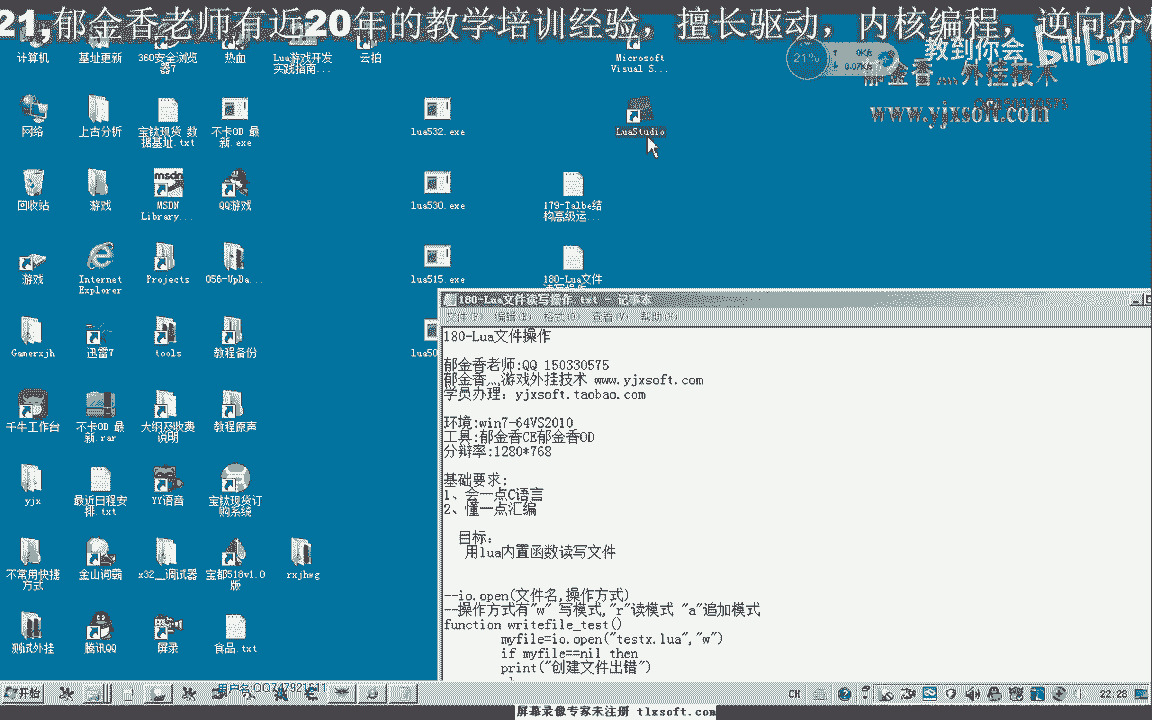 21,郁金香老师有近20年的教学培训经验，擅长驱动，内核编程，逆向分析
教到你会
bilibili
郁金香灬外挂技术
www.yjxsoft.com
21%
0K/s
0.07K/s
计算机
基址更新
360安全浏览器7
热血
Lua游戏开发实践指南...
云拍
Microsoft Visual S...
网络
上古分析
宝钛现货 数据基址.txt
不卡OD 最新.exe
lua532.exe
LuaStudio
回收站
游戏
MSDN Library...
QQ游戏
lua530.exe
179-Talbe结构高级运...
游戏
Internet Explorer
Projects
056-UpDa...
lua515.exe
180-Lua文件
Gamerxjh
迅雷7
tools
教程备份
千牛工作台
不卡OD 最新.rar
大纲及收费说明
教程原声
yjx
最近日程安排.txt
YY语音
宝钛现货订购系统
不常用快捷方式
金山词霸
x32__调试器
宝都518v1.0版
rxjhwg
测试外挂
腾讯QQ
屏录
食品.txt
180-Lua文件读写操作.txt - 记事本
文件(F) 编辑(E) 格式(O) 查看(V) 帮助(H)
180-Lua文件操作
郁金香老师:QQ 150330575
郁金香灬游戏外挂技术 www.yjxsoft.com
学员办理: yjxsoft.taobao.com
环境:win7-64VS2010
工具:郁金香CE郁金香OD
分辩率:1280*768
基础要求:
1、会一点C语言
2、懂一点汇编
目标:
用lua内置函数读写文件
--io.open(文件名,操作方式)
--操作方式有"w" 写模式,"r"读模式 "a"追加模式
function writefile_test()
myfile=io.open("testx.lua","w")
if myfile==nil then
print("创建文件出错")
开始
CH
22:28
屏幕录像专家未注册 tlxsoft.com